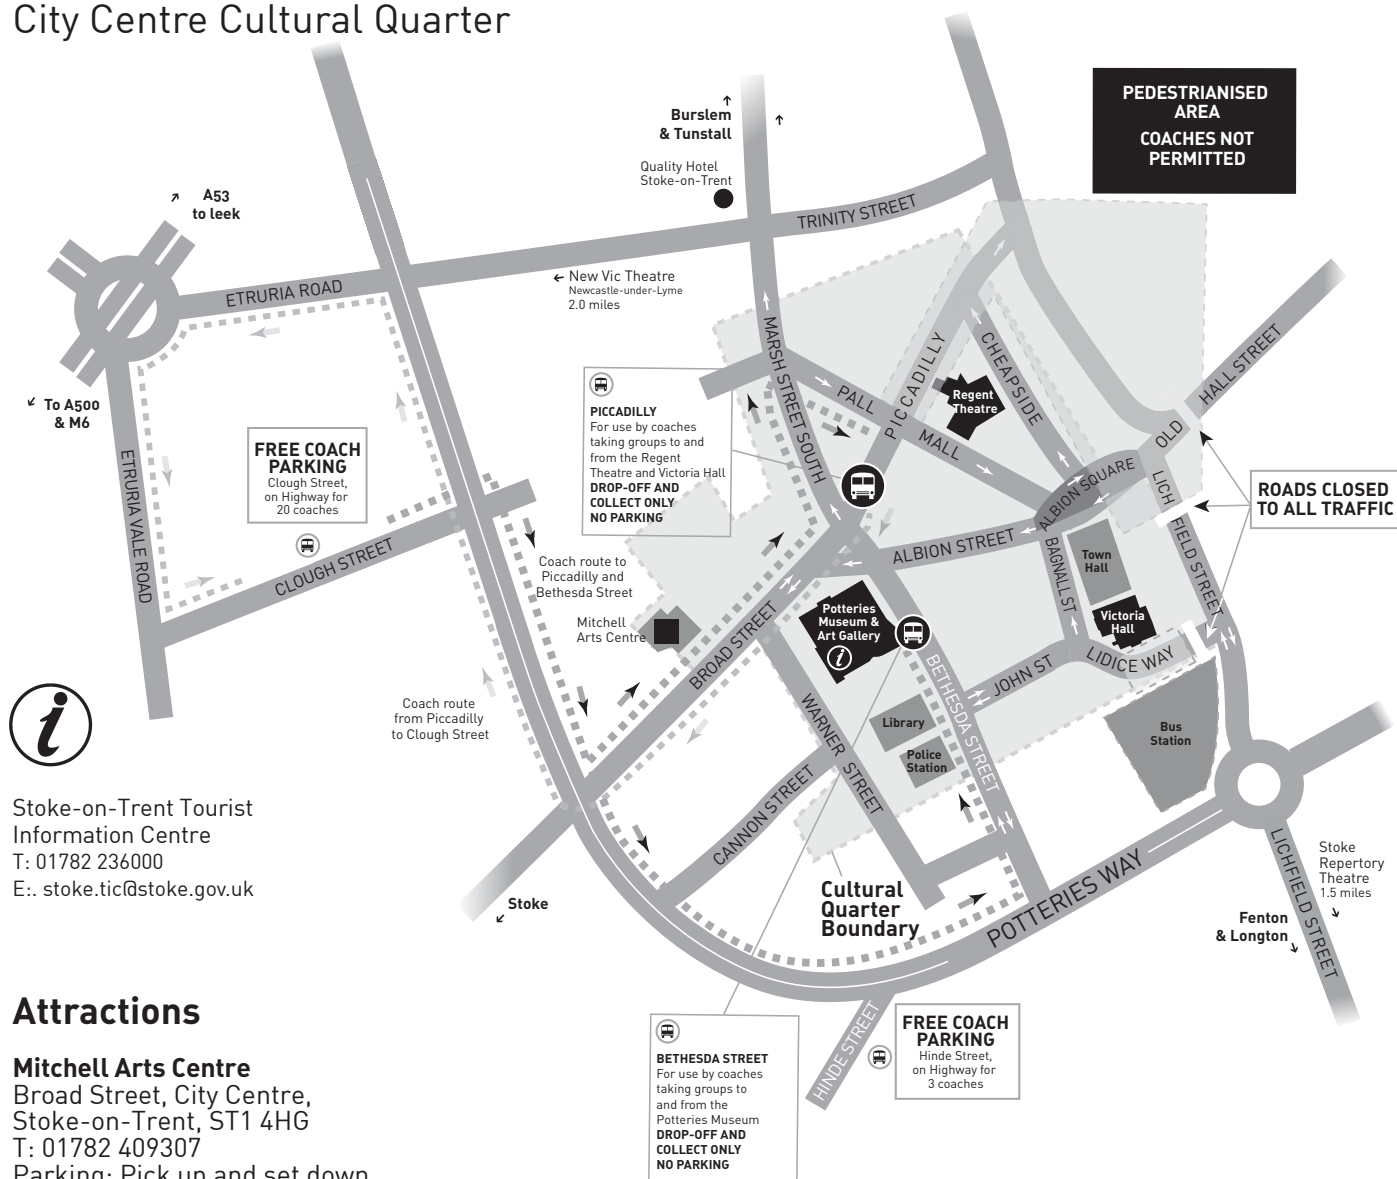 City Centre Cultural Quarter
PEDESTRIANISED
AREA
COACHES NOT
PERMITTED
Burslem
& Tunstall
Quality Hotel
Stoke-on-Trent
A53
to leek
TRINITY STREET
ETRURIA ROAD
New Vic Theatre
Newcastle-under-Lyme
2.0 miles
To A500
& M6
MARSH STREET SOUTH
PICCADILLY
CHEAPSIDE
PALL MALL
Regent
Theatre
HALL STREET
OLD
PICCADILLY
For use by coaches
taking groups to and
from the Regent
Theatre and Victoria Hall
DROP-OFF AND
COLLECT ONLY
NO PARKING
FREE COACH
PARKING
Clough Street,
on Highway for
20 coaches
ETRURIA VALE ROAD
CLOUGH STREET
ALBION SQUARE
LICH FIELD STREET
ROADS CLOSED
TO ALL TRAFFIC
ALBION STREET
BAGNALL ST
Town
Hall
Victoria
Hall
Coach route to
Piccadilly and
Bethesda Street
Mitchell
Arts Centre
BROAD STREET
Potteries
Museum &
Art Gallery
i
BETHESDA STREET
JOHN ST
LIDICE WAY
Coach route
from Piccadilly
to Clough Street
WARNER STREET
Library
Police
Station
Bus
Station
CANNON STREET
i
Stoke-on-Trent Tourist
Information Centre
T: 01782 236000
E:. stoke.tic@stoke.gov.uk
Stoke
Cultural
Quarter
Boundary
POTTERIES WAY
LICHFIELD STREET
Stoke
Repertory
Theatre
1.5 miles
Fenton
& Longton
HINDE STREET
FREE COACH
PARKING
Hinde Street,
on Highway for
3 coaches
BETHESDA STREET
For use by coaches
taking groups to
and from the
Potteries Museum
DROP-OFF AND
COLLECT ONLY
NO PARKING
Attractions
Mitchell Arts Centre
Broad Street, City Centre,
Stoke-on-Trent, ST1 4HG
T: 01782 409307
Parking: Pick up and set down